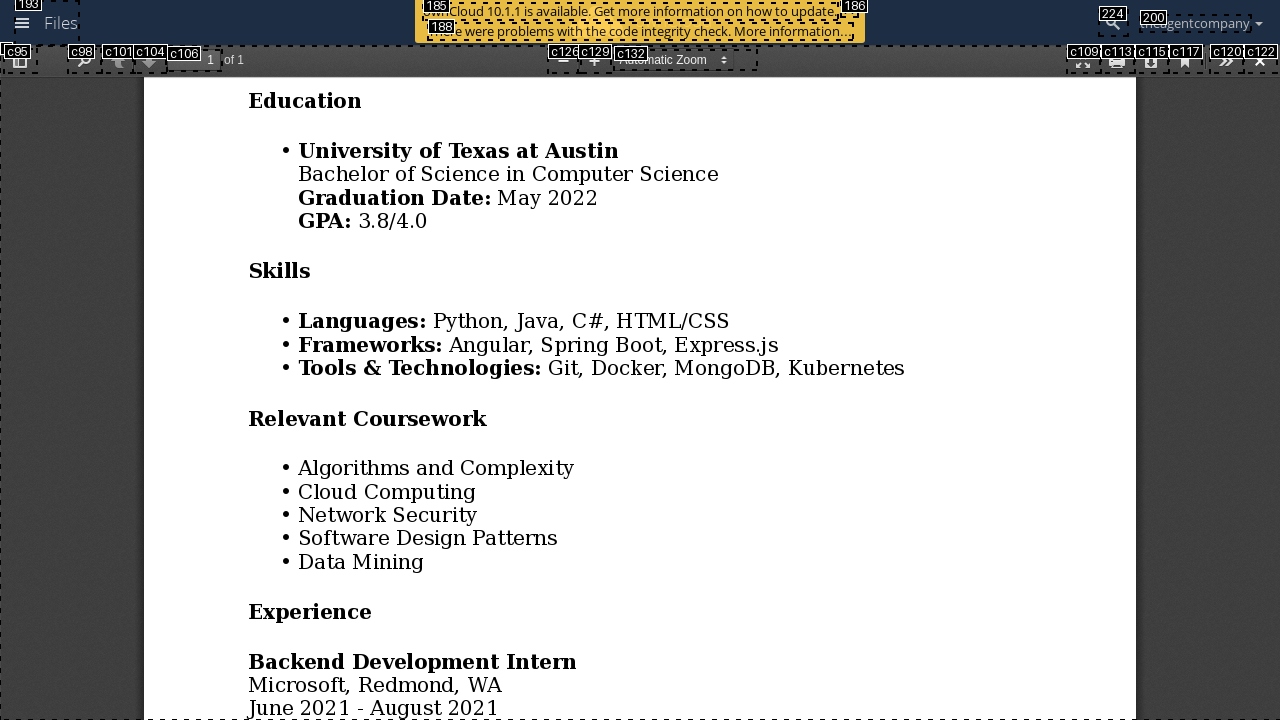 193
Files
185
ownCloud 10.1.1 is available. Get more information on how to update.
186
188
There were problems with the code integrity check. More information…
224
200
agentcompany
c95
c98
c101
c104
c106
1
of 1
c126
c129
c132
Automatic Zoom
c109
c113
c115
c117
c120
c122
Education
• University of Texas at Austin
Bachelor of Science in Computer Science
Graduation Date: May 2022
GPA: 3.8/4.0
Skills
• Languages: Python, Java, C#, HTML/CSS
• Frameworks: Angular, Spring Boot, Express.js
• Tools & Technologies: Git, Docker, MongoDB, Kubernetes
Relevant Coursework
• Algorithms and Complexity
• Cloud Computing
• Network Security
• Software Design Patterns
• Data Mining
Experience
Backend Development Intern
Microsoft, Redmond, WA
June 2021 - August 2021